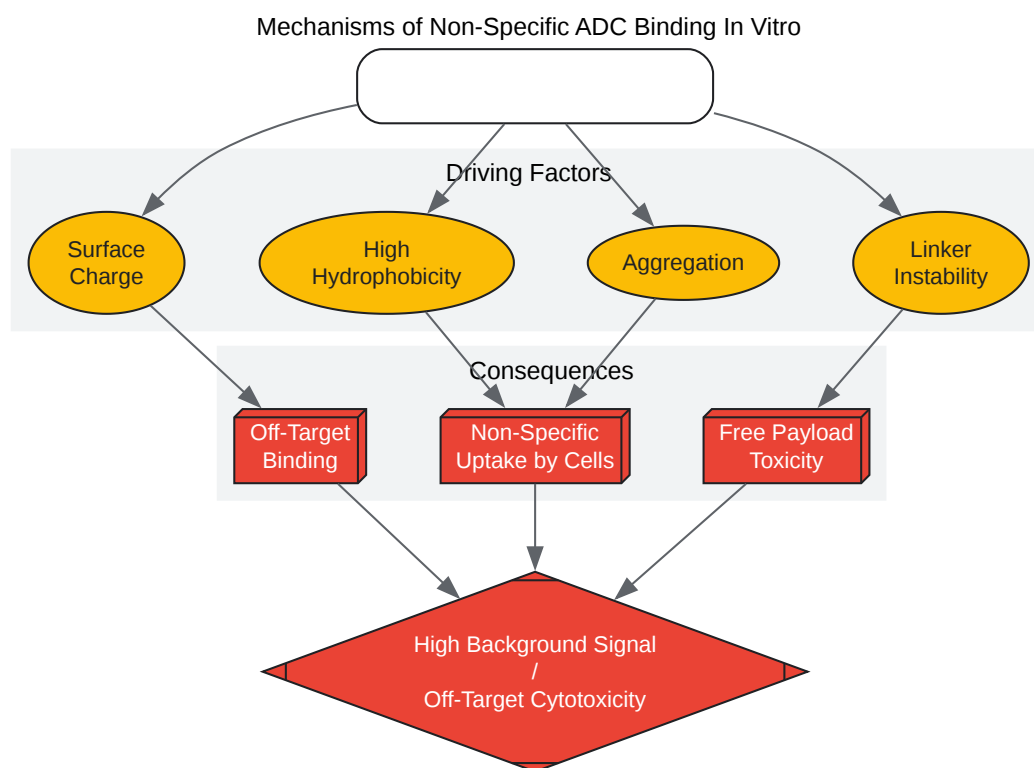 Mechanisms of Non-Specific ADC Binding In Vitro
Driving Factors
Surface
Charge
High
Hydrophobicity
Aggregation
Linker
Instability
Consequences
Off-Target
Binding
Non-Specific
Uptake by Cells
Free Payload
Toxicity
High Background Signal
/
Off-Target Cytotoxicity